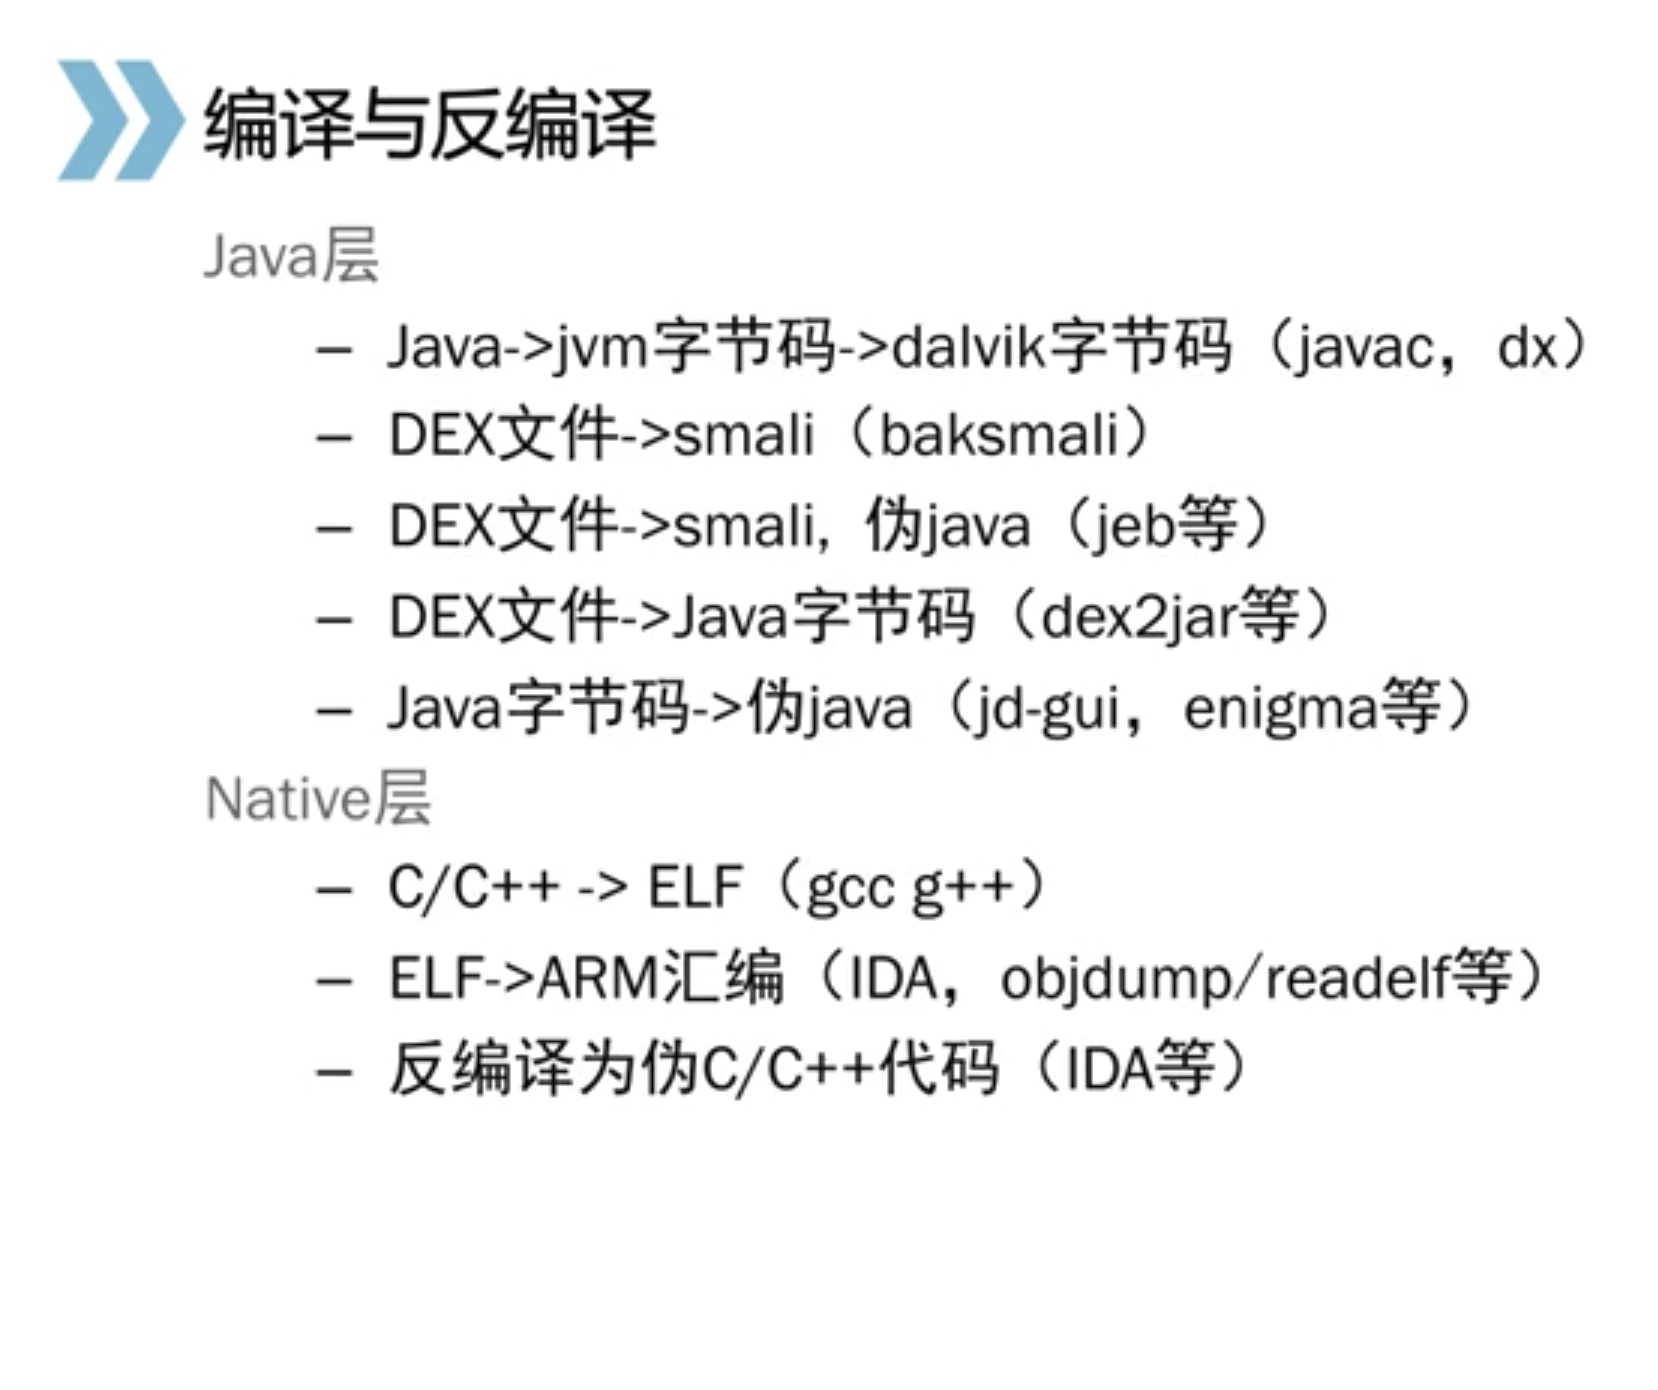 编译与反编译
Java层
– Java->jvm字节码->dalvik字节码（javac，dx）
– DEX文件->smali（baksmali）
– DEX文件->smali, 伪java（jeb等）
– DEX文件->Java字节码（dex2jar等）
– Java字节码->伪java（jd-gui，enigma等）
Native层
– C/C++ -> ELF（gcc g++）
– ELF->ARM汇编（IDA，objdump/readelf等）
– 反编译为伪C/C++代码（IDA等）